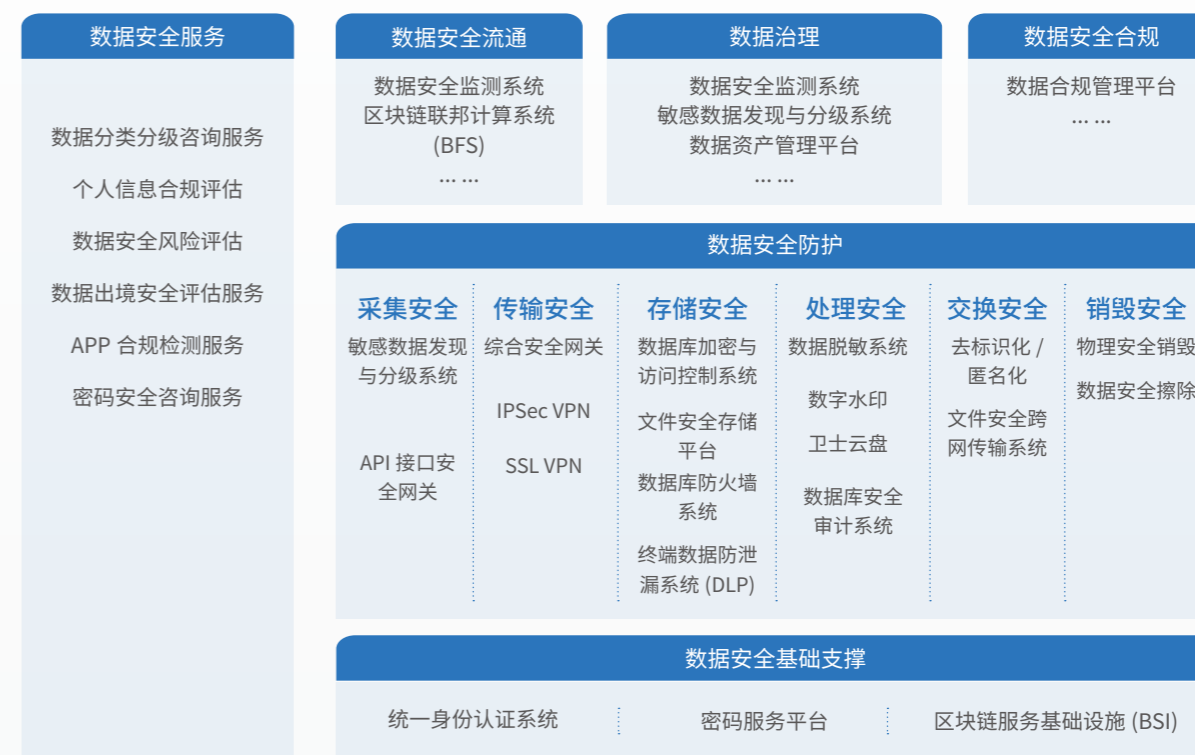 数据安全服务
数据分类分级咨询服务
个人信息合规评估
数据安全风险评估
数据出境安全评估服务
APP 合规检测服务
密码安全咨询服务
数据安全流通
数据安全监测系统
区块链联邦计算系统
(BFS)
... ...
数据治理
数据安全监测系统
敏感数据发现与分级系统
数据资产管理平台
... ...
数据安全合规
数据合规管理平台
... ...
数据安全防护
采集安全
敏感数据发现
与分级系统
API 接口安
全网关
传输安全
综合安全网关
IPSec VPN
SSL VPN
存储安全
数据库加密与
访问控制系统
文件安全存储
平台
数据库防火墙
系统
终端数据防泄
漏系统 (DLP)
处理安全
数据脱敏系统
数字水印
卫士云盘
数据库安全
审计系统
交换安全
去标识化 /
匿名化
文件安全跨
网传输系统
销毁安全
物理安全销毁
数据安全擦除
数据安全基础支撑
统一身份认证系统
密码服务平台
区块链服务基础设施 (BSI)